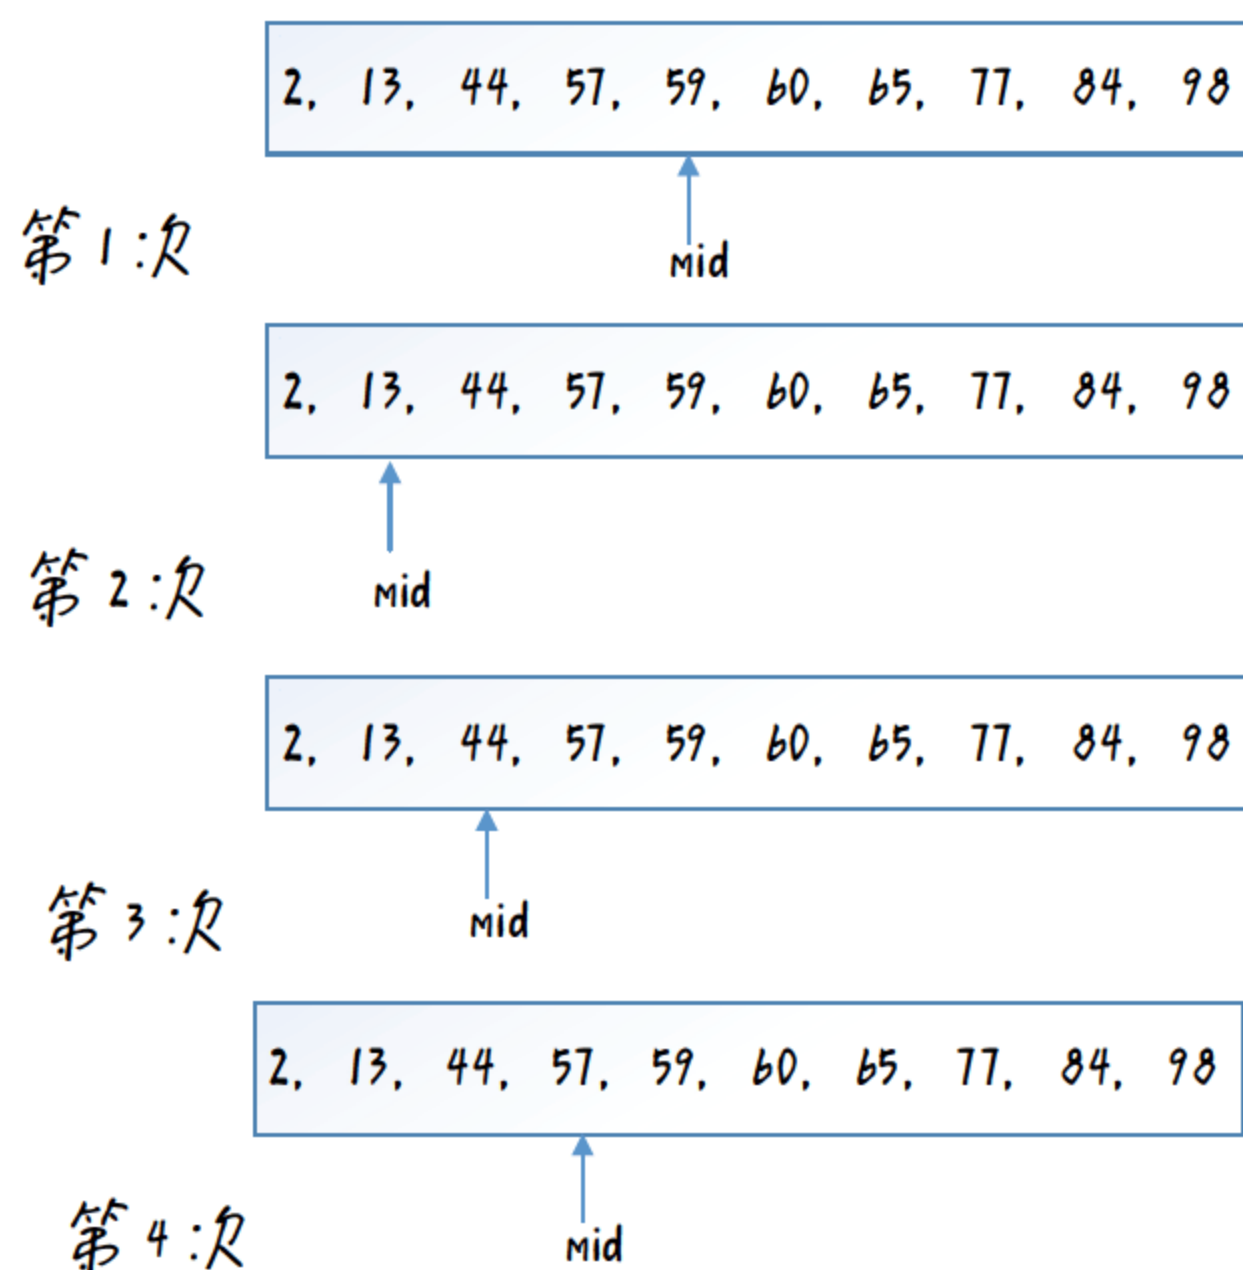 2, 13, 44, 57, 59, 60, 65, 77, 84, 98
第1次
Mid
2, 13, 44, 57, 59, 60, 65, 77, 84, 98
第2次
Mid
2, 13, 44, 57, 59, 60, 65, 77, 84, 98
第3次
Mid
2, 13, 44, 57, 59, 60, 65, 77, 84, 98
第4次
Mid